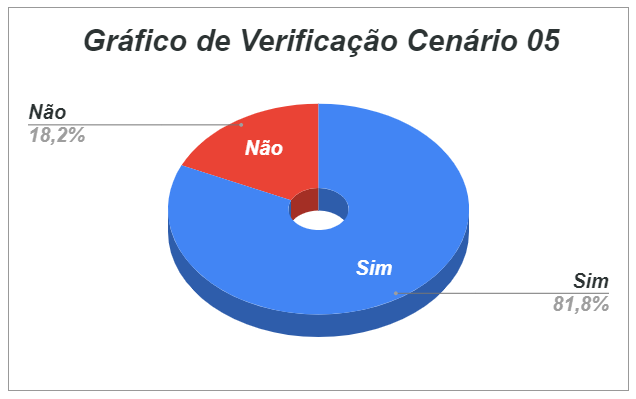 Gráfico de Verificação Cenário 05
Não
18,2%
Não
Sim
Sim
81,8%